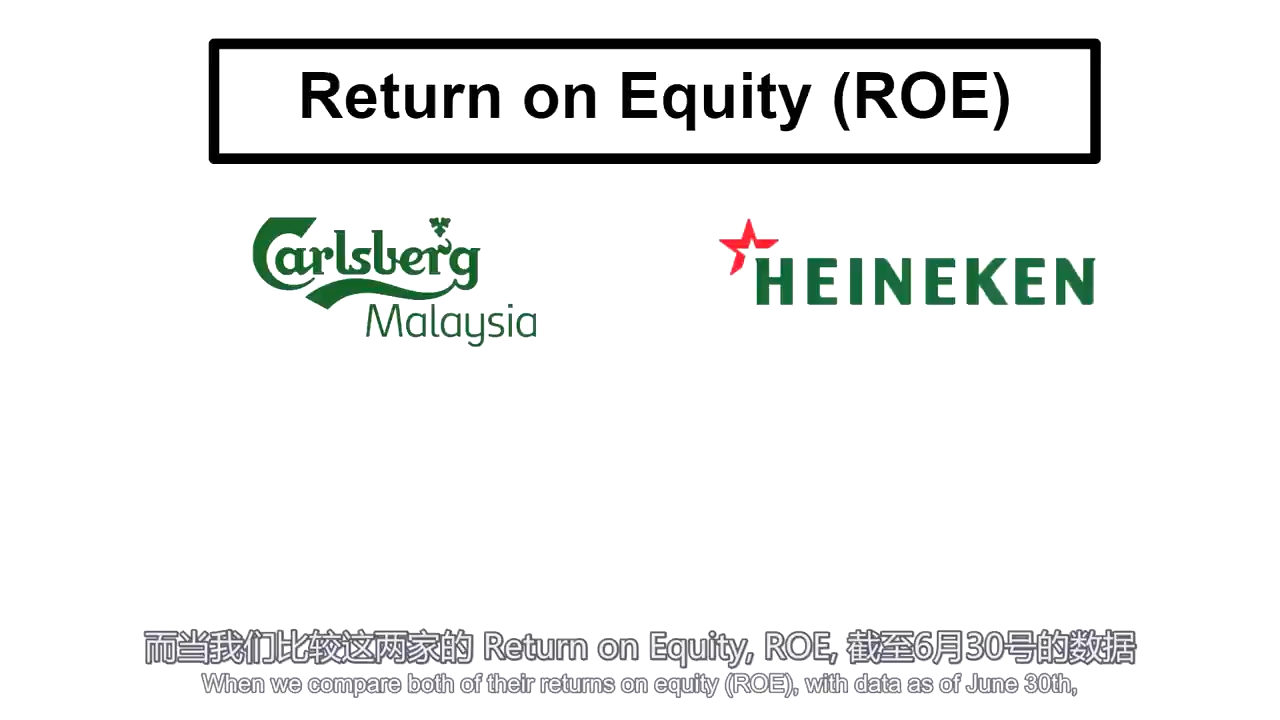 Return on Equity (ROE)
Carlsberg
Malaysia
HEINEKEN
而当我们比较这两家的 Return on Equity, ROE, 截至6月30号的数据
When we compare both of their returns on equity (ROE), with data as of June 30th,